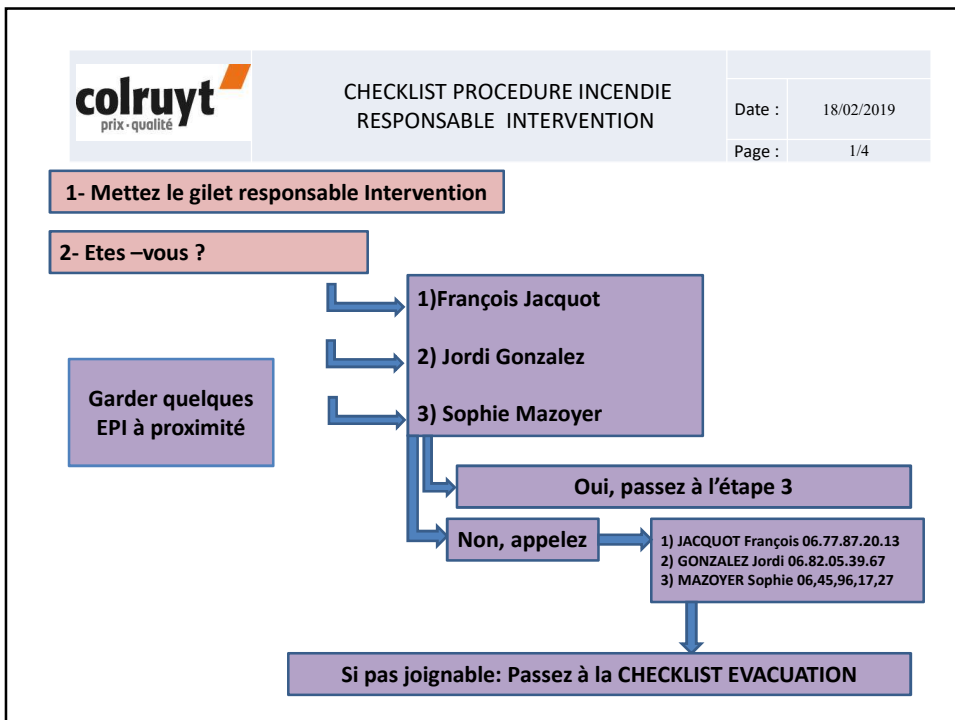 colruyt
prix-qualité
CHECKLIST PROCEDURE INCENDIE
RESPONSABLE INTERVENTION
Date : 18/02/2019
Page : 1/4
1- Mettez le gilet responsable Intervention
2- Etes –vous ?
1)François Jacquot
2) Jordi Gonzalez
3) Sophie Mazoyer
Garder quelques
EPI à proximité
Oui, passez à l’étape 3
Non, appelez
1) JACQUOT François 06.77.87.20.13
2) GONZALEZ Jordi 06.82.05.39.67
3) MAZOYER Sophie 06,45,96,17,27
Si pas joignable: Passez à la CHECKLIST EVACUATION